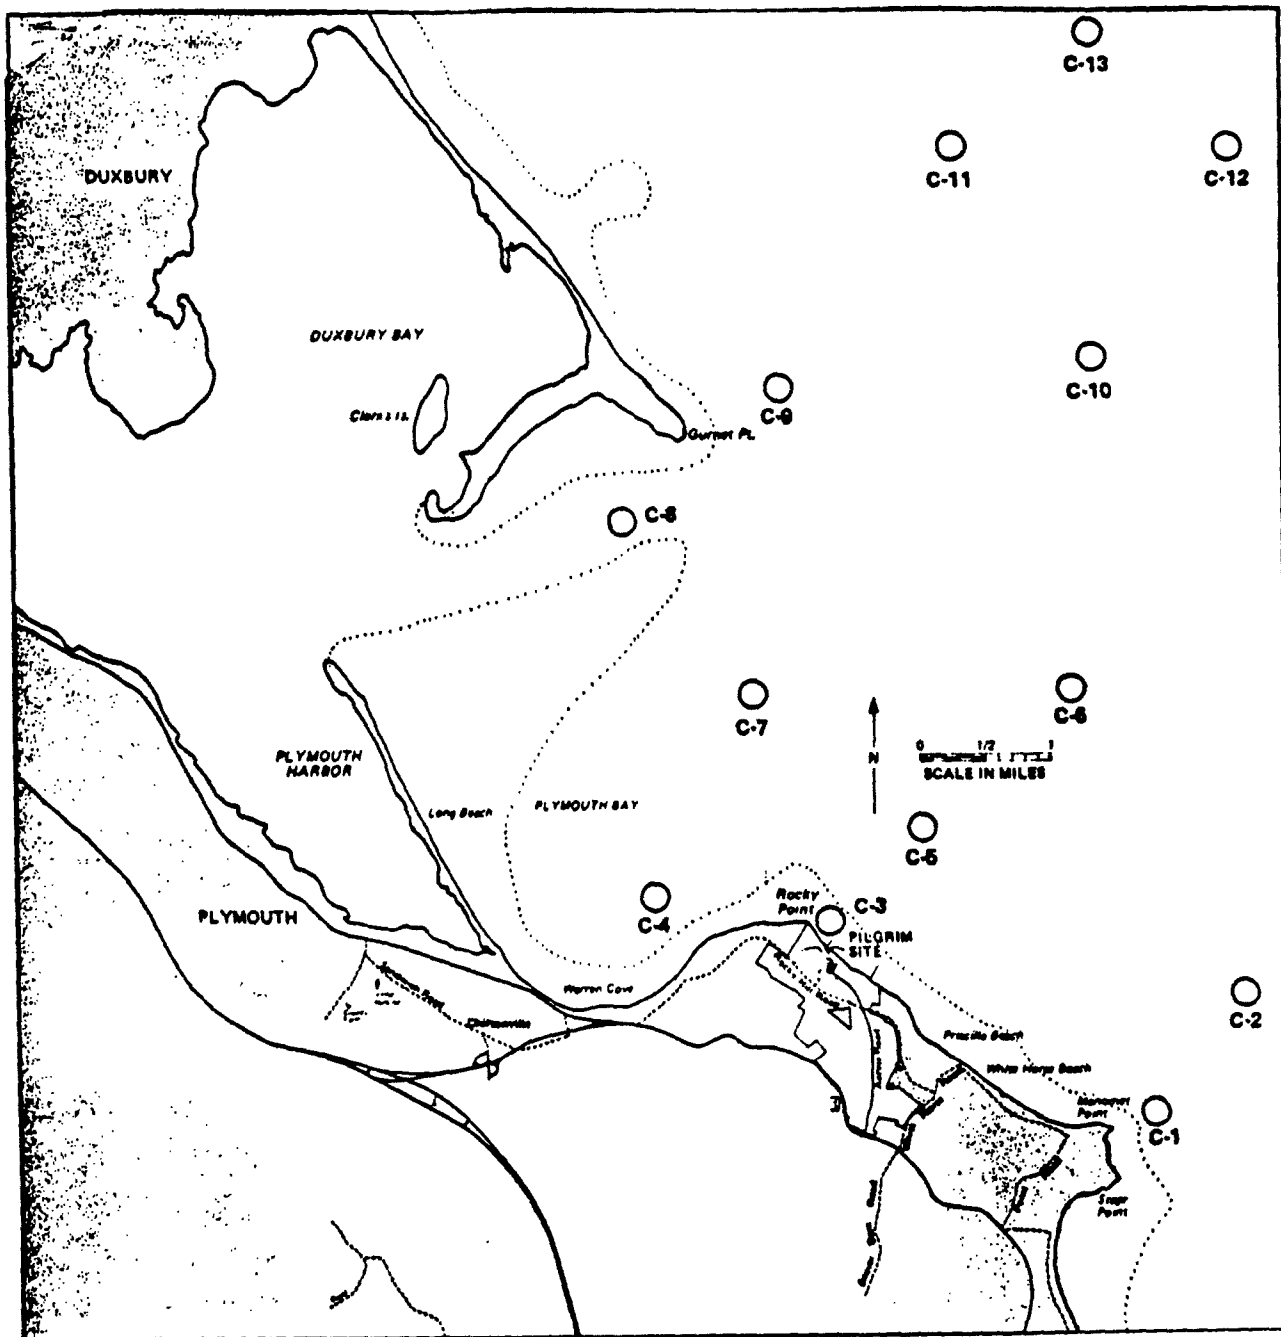 C-13
C-11
C-12
DUXBURY
DUXBURY BAY
C-10
C-9
Gurnet Pt.
C-8
C-7
C-6
PLYMOUTH
HARBOR
N
0 1/2 1
SCALE IN MILES
Long Beach
PLYMOUTH BAY
C-5
Rocky
Point
C-3
C-4
PLYMOUTH
PILGRIM
SITE
Warren Cove
C-2
Priscilla Beach
White Horse Beach
Manomet
Point
C-1
Point
Road